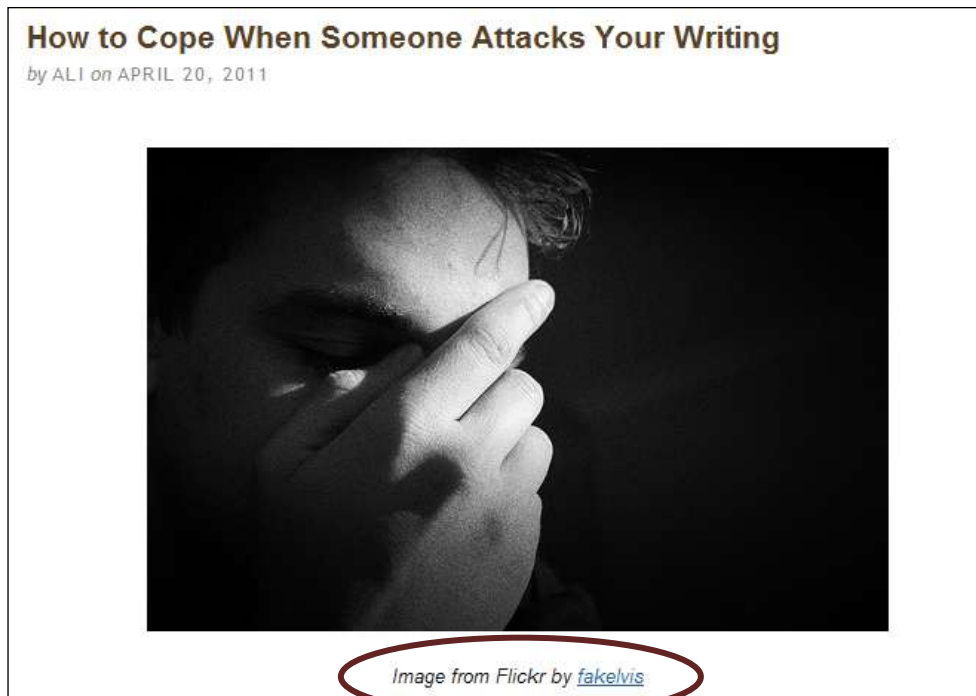 How to Cope When Someone Attacks Your Writing
by ALI on APRIL 20, 2011
Image from Flickr by fakelvis